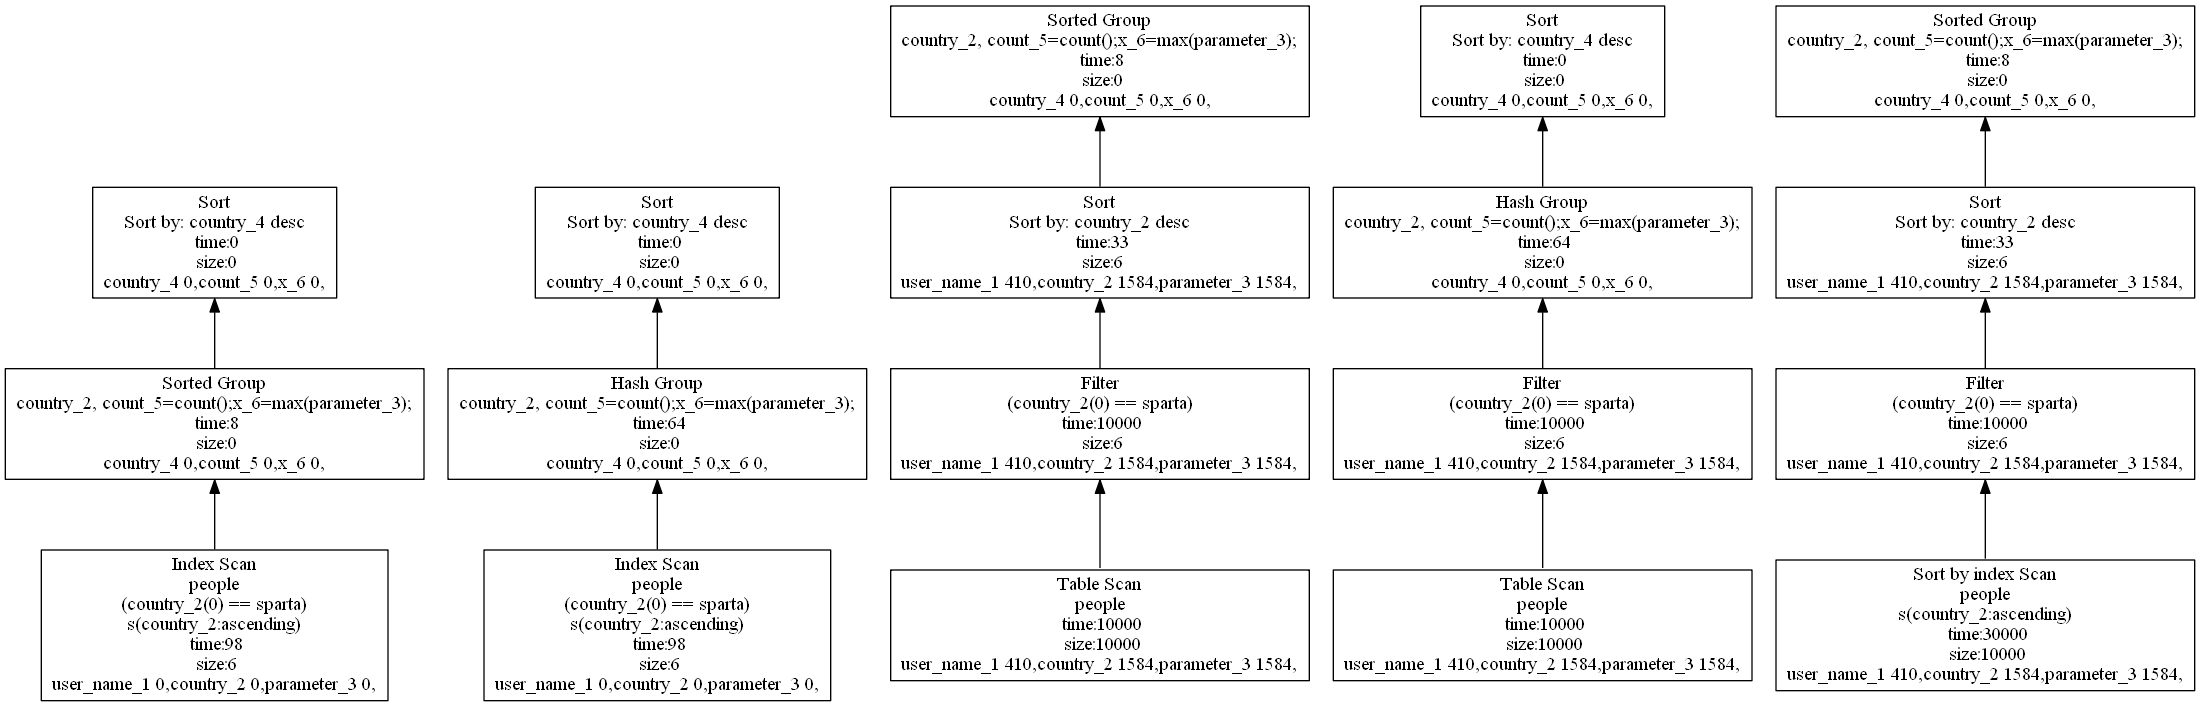 Sorted Group
country_2, count_5=count();x_6=max(parameter_3);
time:8
size:0
country_4 0,count_5 0,x_6 0,
Sort
Sort by: country_4 desc
time:0
size:0
country_4 0,count_5 0,x_6 0,
Sorted Group
country_2, count_5=count();x_6=max(parameter_3);
time:8
size:0
country_4 0,count_5 0,x_6 0,
Sort
Sort by: country_4 desc
time:0
size:0
country_4 0,count_5 0,x_6 0,
Sort
Sort by: country_4 desc
time:0
size:0
country_4 0,count_5 0,x_6 0,
Sort
Sort by: country_2 desc
time:33
size:6
user_name_1 410,country_2 1584,parameter_3 1584,
Hash Group
country_2, count_5=count();x_6=max(parameter_3);
time:64
size:0
country_4 0,count_5 0,x_6 0,
Sort
Sort by: country_2 desc
time:33
size:6
user_name_1 410,country_2 1584,parameter_3 1584,
Sorted Group
country_2, count_5=count();x_6=max(parameter_3);
time:8
size:0
country_4 0,count_5 0,x_6 0,
Hash Group
country_2, count_5=count();x_6=max(parameter_3);
time:64
size:0
country_4 0,count_5 0,x_6 0,
Filter
(country_2(0) == sparta)
time:10000
size:6
user_name_1 410,country_2 1584,parameter_3 1584,
Filter
(country_2(0) == sparta)
time:10000
size:6
user_name_1 410,country_2 1584,parameter_3 1584,
Filter
(country_2(0) == sparta)
time:10000
size:6
user_name_1 410,country_2 1584,parameter_3 1584,
Index Scan
people
(country_2(0) == sparta)
s(country_2:ascending)
time:98
size:6
user_name_1 0,country_2 0,parameter_3 0,
Index Scan
people
(country_2(0) == sparta)
s(country_2:ascending)
time:98
size:6
user_name_1 0,country_2 0,parameter_3 0,
Table Scan
people
time:10000
size:10000
user_name_1 410,country_2 1584,parameter_3 1584,
Table Scan
people
time:10000
size:10000
user_name_1 410,country_2 1584,parameter_3 1584,
Sort by index Scan
people
s(country_2:ascending)
time:30000
size:10000
user_name_1 410,country_2 1584,parameter_3 1584,